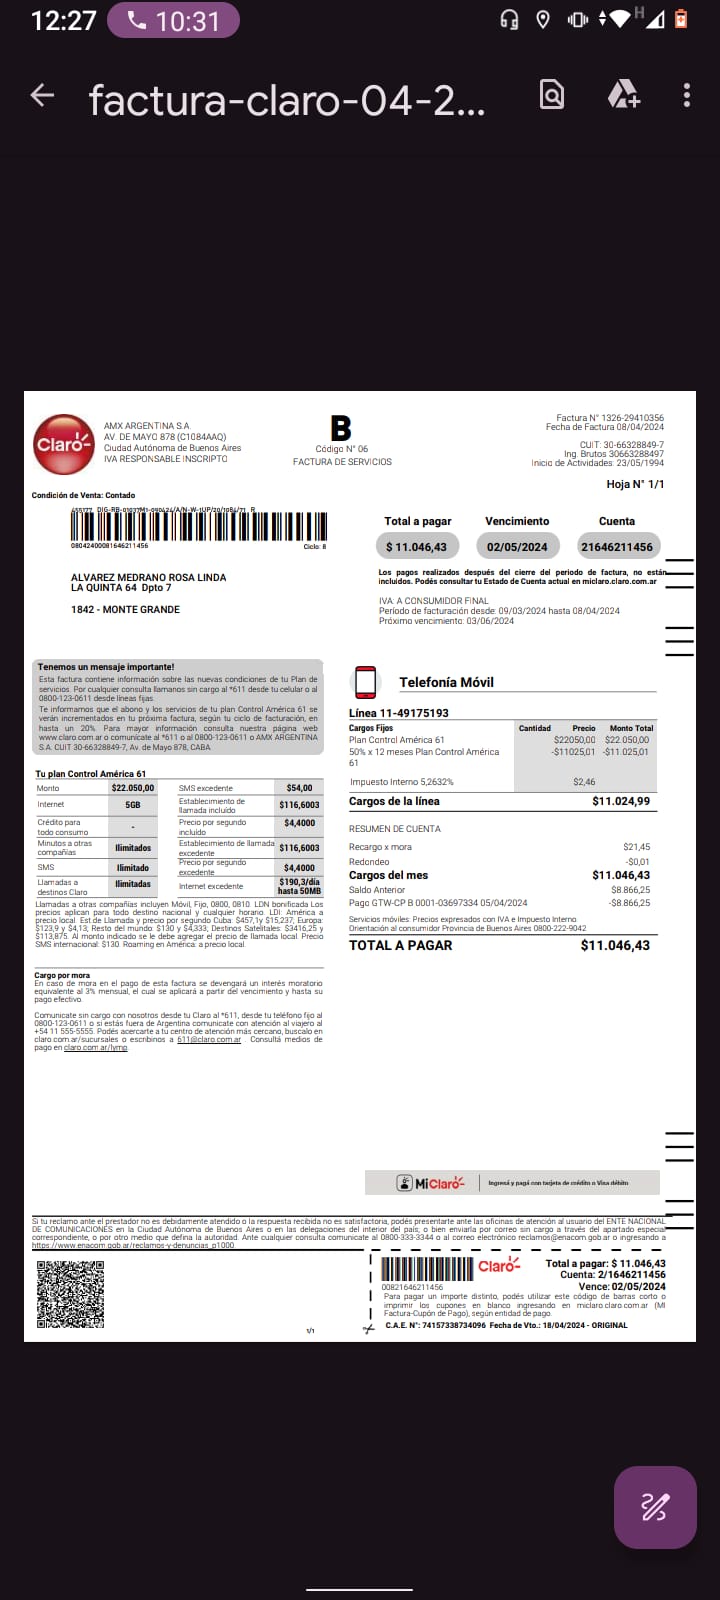 12:27
10:31
H
factura-claro-04-2...
Claro
AMX ARGENTINA S.A.
AV. DE MAYO 878 (C1084AAQ)
Ciudad Autónoma de Buenos Aires
IVA RESPONSABLE INSCRIPTO
B
Código N° 06
FACTURA DE SERVICIOS
Factura N° 1326-29410356
Fecha de Factura 08/04/2024
CUIT: 30-66328849-7
Ing. Brutos 30663288497
Inicio de Actividades: 23/05/1994
Hoja N° 1/1
Condición de Venta: Contado
08042400081646211456
Ciclo: 8
Total a pagar
Vencimiento
Cuenta
$ 11.046,43
02/05/2024
21646211456
Los pagos realizados después del cierre del periodo de factura, no están
incluidos. Podés consultar tu Estado de Cuenta actual en miclaro.claro.com.ar
ALVAREZ MEDRANO ROSA LINDA
LA QUINTA 64 Dpto 7
1842 - MONTE GRANDE
IVA: A CONSUMIDOR FINAL
Período de facturación desde: 09/03/2024 hasta 08/04/2024
Próximo vencimiento: 03/06/2024
Tenemos un mensaje importante!
Esta factura contiene información sobre las nuevas condiciones de tu Plan de
servicios. Por cualquier consulta llamanos sin cargo al *611 desde tu celular o al
0800-123-0611 desde líneas fijas.
Te informamos que el abono y los servicios de tu plan Control América 61 se
verán incrementados en tu próxima factura, según tu ciclo de facturación, en
hasta un 20%. Para mayor información consulta nuestra página web
www.claro.com.ar o comunicate al *611 o al 0800-123-0611 o AMX ARGENTINA
S.A. CUIT 30-66328849-7, Av. de Mayo 878, CABA.
Tu plan Control América 61
Monto $22.050,00 SMS excedente $54,00
Internet 5GB Establecimiento de llamada incluído $116,6003
Crédito para todo consumo - Precio por segundo incluido $4,4000
Minutos a otras compañías Ilimitados Establecimiento de llamada excedente $116,6003
SMS Ilimitado Precio por segundo excedente $4,4000
Llamadas a destinos Claro Ilimitadas Internet excedente $190,3/día hasta 50MB
Llamadas a otras compañías incluyen Móvil, Fijo, 0800, 0810. LDN bonificada Los
precios aplican para todo destino nacional y cualquier horario. LDI: América a
precio local. Est.de Llamada y precio por segundo Cuba: $457,1y $15,237; Europa:
$123,9 y $4,13; Resto del mundo: $130 y $4,333; Destinos Satelitales: $3416,25 y
$113,875. Al monto indicado se le debe agregar el precio de llamada local. Precio
SMS internacional: $130. Roaming en América: a precio local.
Cargo por mora
En caso de mora en el pago de esta factura se devengará un interés moratorio
equivalente al 3% mensual, el cual se aplicará a partir del vencimiento y hasta su
pago efectivo.
Comunicate sin cargo con nosotros desde tu Claro al *611, desde tu teléfono fijo al
0800-123-0611 o si estás fuera de Argentina comunicate con atención al viajero al
+54 11 555-5555. Podés acercarte a tu centro de atención más cercano, buscalo en
claro.com.ar/sucursales o escribinos a 611@claro.com.ar . Consultá medios de
pago en claro.com.ar/lymp.
Telefonía Móvil
Línea 11-49175193
Cargos Fijos Cantidad Precio Monto Total
Plan Control América 61 $22050,00 $22.050,00
50% x 12 meses Plan Control América -$11025,01 -$11.025,01
61
Impuesto Interno 5,2632% $2,46
Cargos de la línea $11.024,99
RESUMEN DE CUENTA
Recargo x mora $21,45
Redondeo -$0,01
Cargos del mes $11.046,43
Saldo Anterior $8.866,25
Pago GTW-CP B 0001-03697334 05/04/2024 -$8.866,25
Servicios móviles: Precios expresados con IVA e Impuesto Interno.
Orientación al consumidor Provincia de Buenos Aires 0800-222-9042
TOTAL A PAGAR $11.046,43
MiClaro
Ingresá y pagá con tarjeta de crédito o Visa débito
Si tu reclamo ante el prestador no es debidamente atendido o la respuesta recibida no es satisfactoria, podés presentarte ante las oficinas de atención al usuario del ENTE NACIONAL
DE COMUNICACIONES en la Ciudad Autónoma de Buenos Aires o en las delegaciones del interior del país; o bien enviarla por correo sin cargo a través del apartado especial
correspondiente, o por otro medio que defina la autoridad. Ante cualquier consulta comunicate al 0800-333-3344 o al correo electrónico reclamos@enacom.gob.ar o ingresando a
https://www.enacom.gob.ar/reclamos-y-denuncias_p1000
Claro
00821646211456
Total a pagar: $ 11.046,43
Cuenta: 2/1646211456
Vence: 02/05/2024
Para pagar un importe distinto, podés utilizar este código de barras corto o
imprimir los cupones en blanco ingresando en miclaro.claro.com.ar (MI
Factura-Cupón de Pago), según entidad de pago.
C.A.E. N°: 74157338734096 Fecha de Vto.: 18/04/2024 - ORIGINAL
1/1